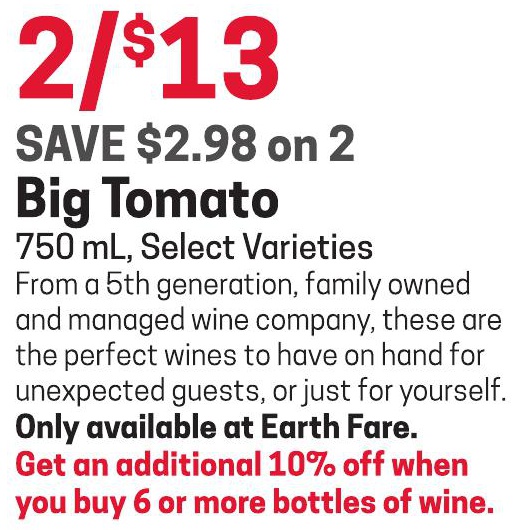 2/$13
SAVE $2.98 on 2
Big Tomato
750 mL, Select Varieties
From a 5th generation, family owned
and managed wine company, these are
the perfect wines to have on hand for
unexpected guests, or just for yourself.
Only available at Earth Fare.
Get an additional 10% off when
you buy 6 or more bottles of wine.